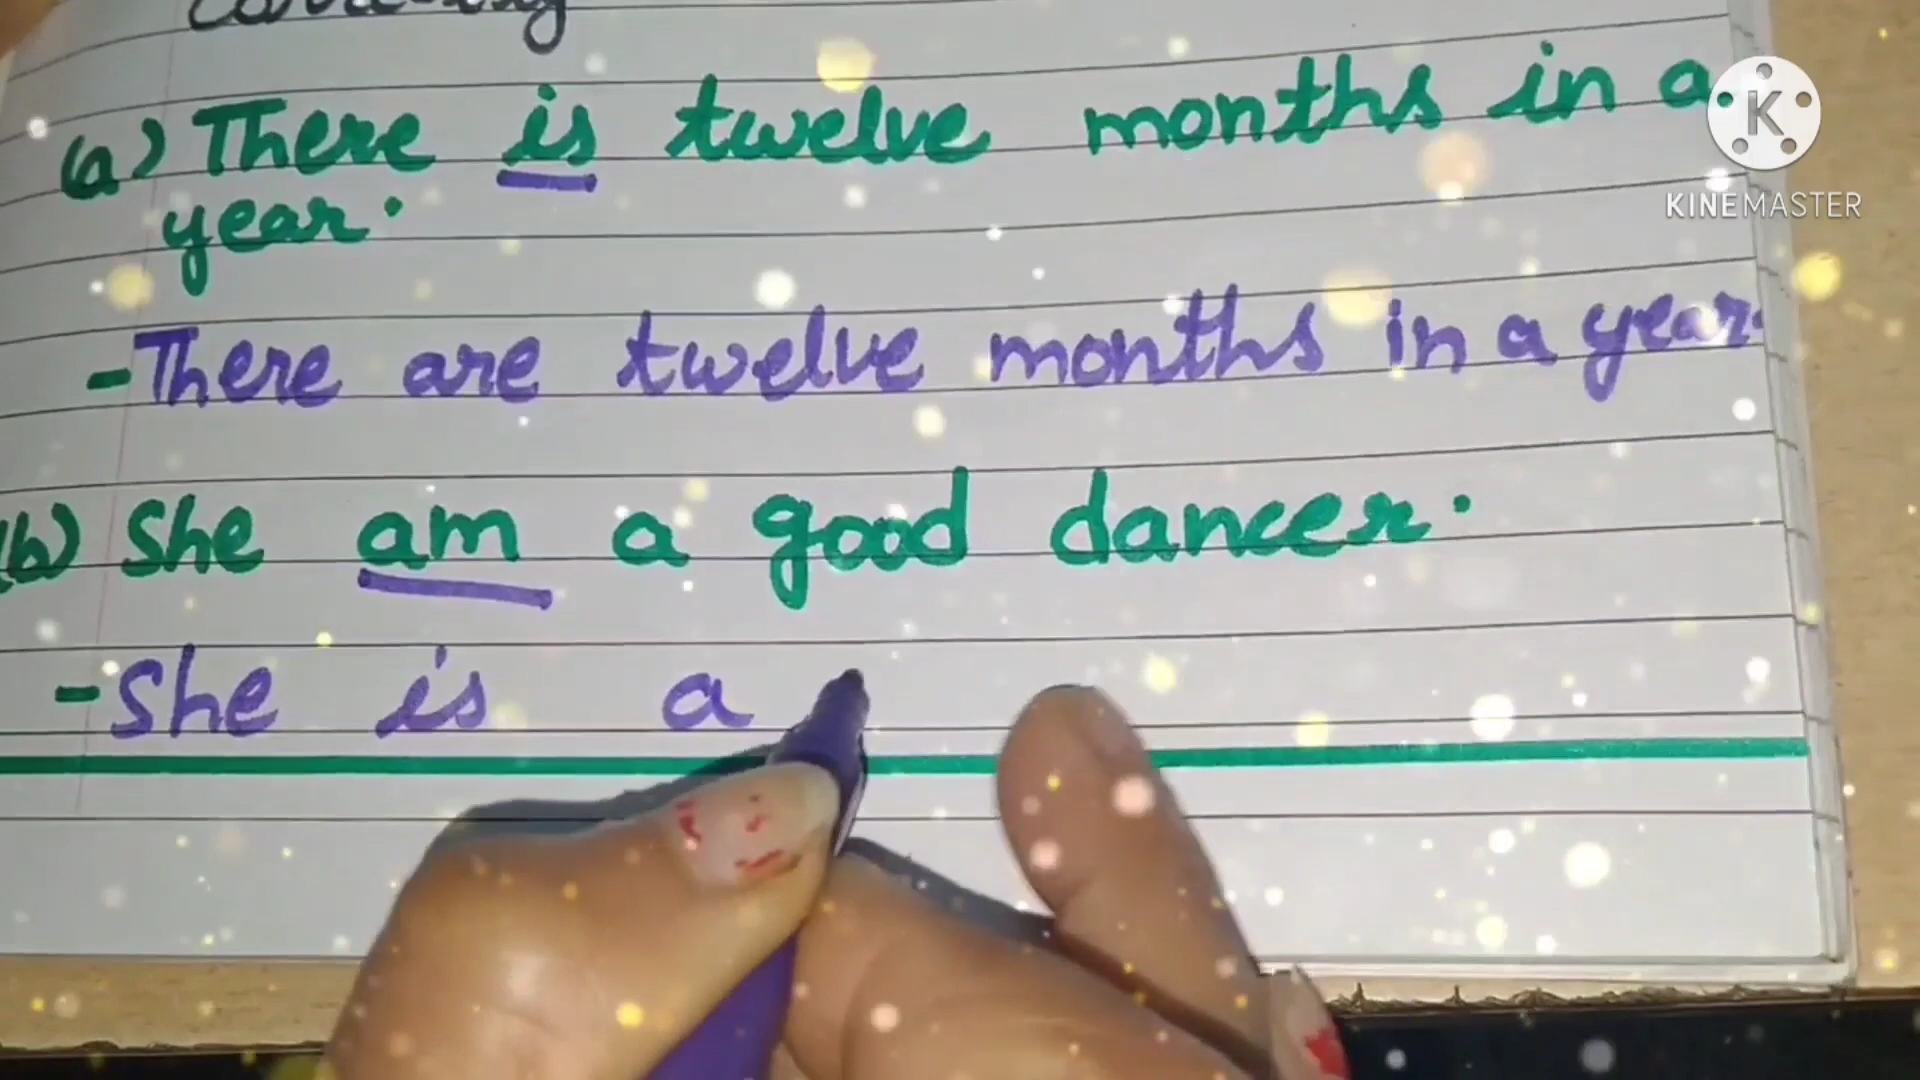 (a) There is twelve months in a
year.
- There are twelve months in a year.
(b) She am a good dancer.
- She is a
KINEMASTER